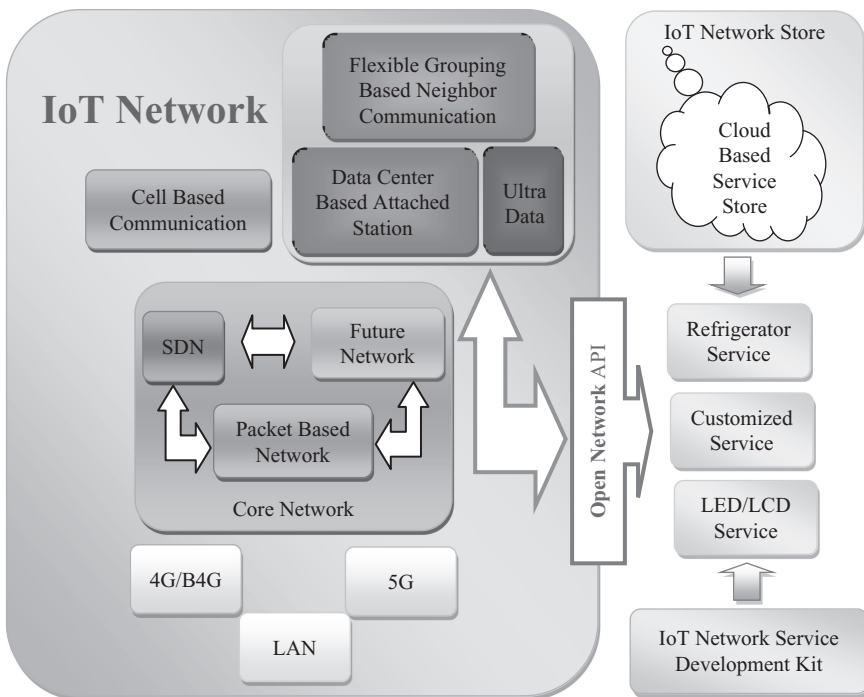 IoT Network
Flexible Grouping
Based Neighbor
Communication
Cell Based
Communication
Data Center
Based Attached
Station
Ultra
Data
SDN
Future
Network
Packet Based
Network
Core Network
4G/B4G
5G
LAN
Open Network API
IoT Network Store
Cloud
Based
Service
Store
Refrigerator
Service
Customized
Service
LED/LCD
Service
IoT Network Service
Development Kit